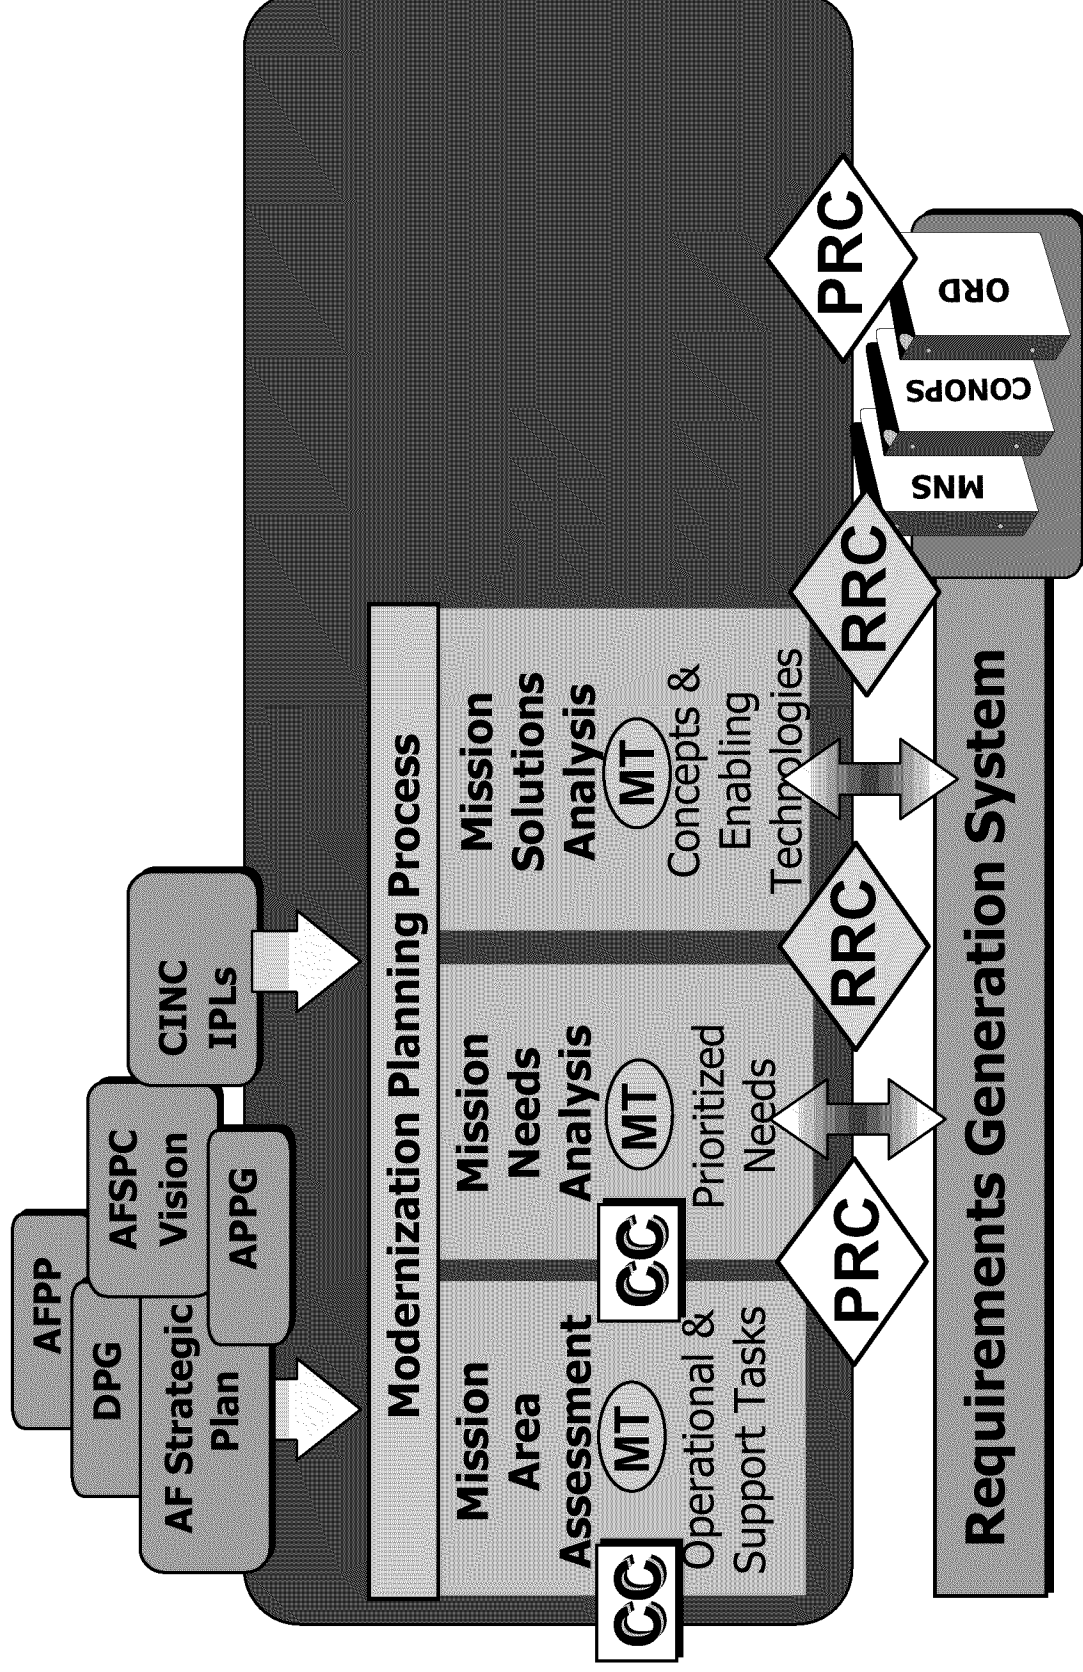 AFPP
DPG
AF Strategic
Plan
AFSPC
Vision
APPG
CINC
IPLs
Modernization Planning Process
Mission
Area
Assessment
MT
Operational &
Support Tasks
CC
CC
Mission
Needs
Analysis
MT
Prioritized
Needs
Mission
Solutions
Analysis
MT
Concepts &
Enabling
Technologies
PRC
RRC
RRC
PRC
MNS
CONOPS
ORD
Requirements Generation System